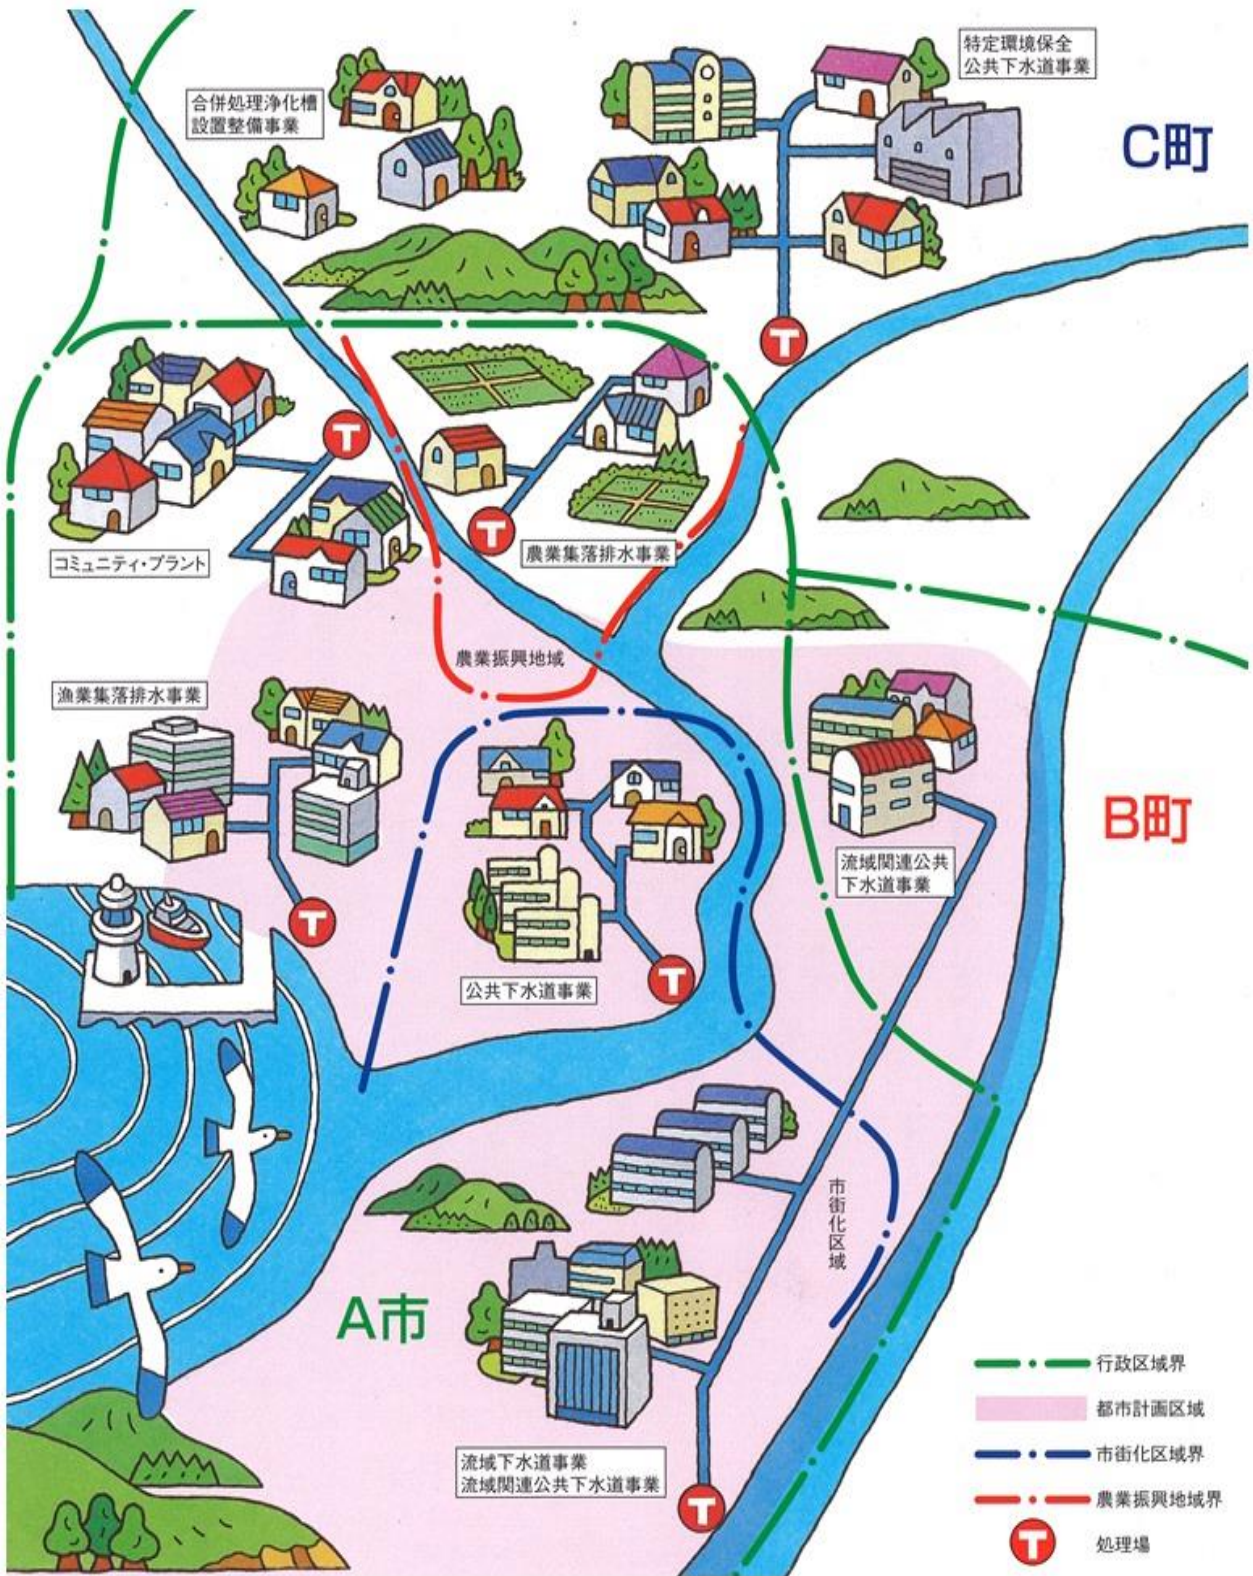 特定環境保全
公共下水道事業
合併処理浄化槽
設置整備事業
C町
T
T
T
コミュニティ・プラント
農業集落排水事業
農業振興地域
漁業集落排水事業
B町
流域関連公共
下水道事業
T
T
公共下水道事業
市街化区域
A市
流域下水道事業
流域関連公共下水道事業
T
行政区域界
都市計画区域
市街化区域界
農業振興地域界
T
処理場